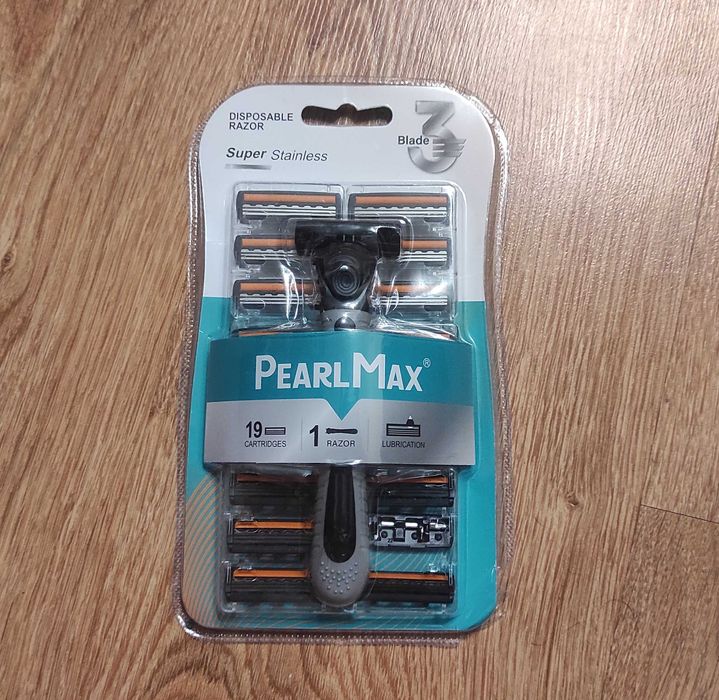 DISPOSABLE
RAZOR
Super Stainless
Blade 3
PEARLMAX®
19
CARTRIDGES
1 RAZOR
LUBRICATION